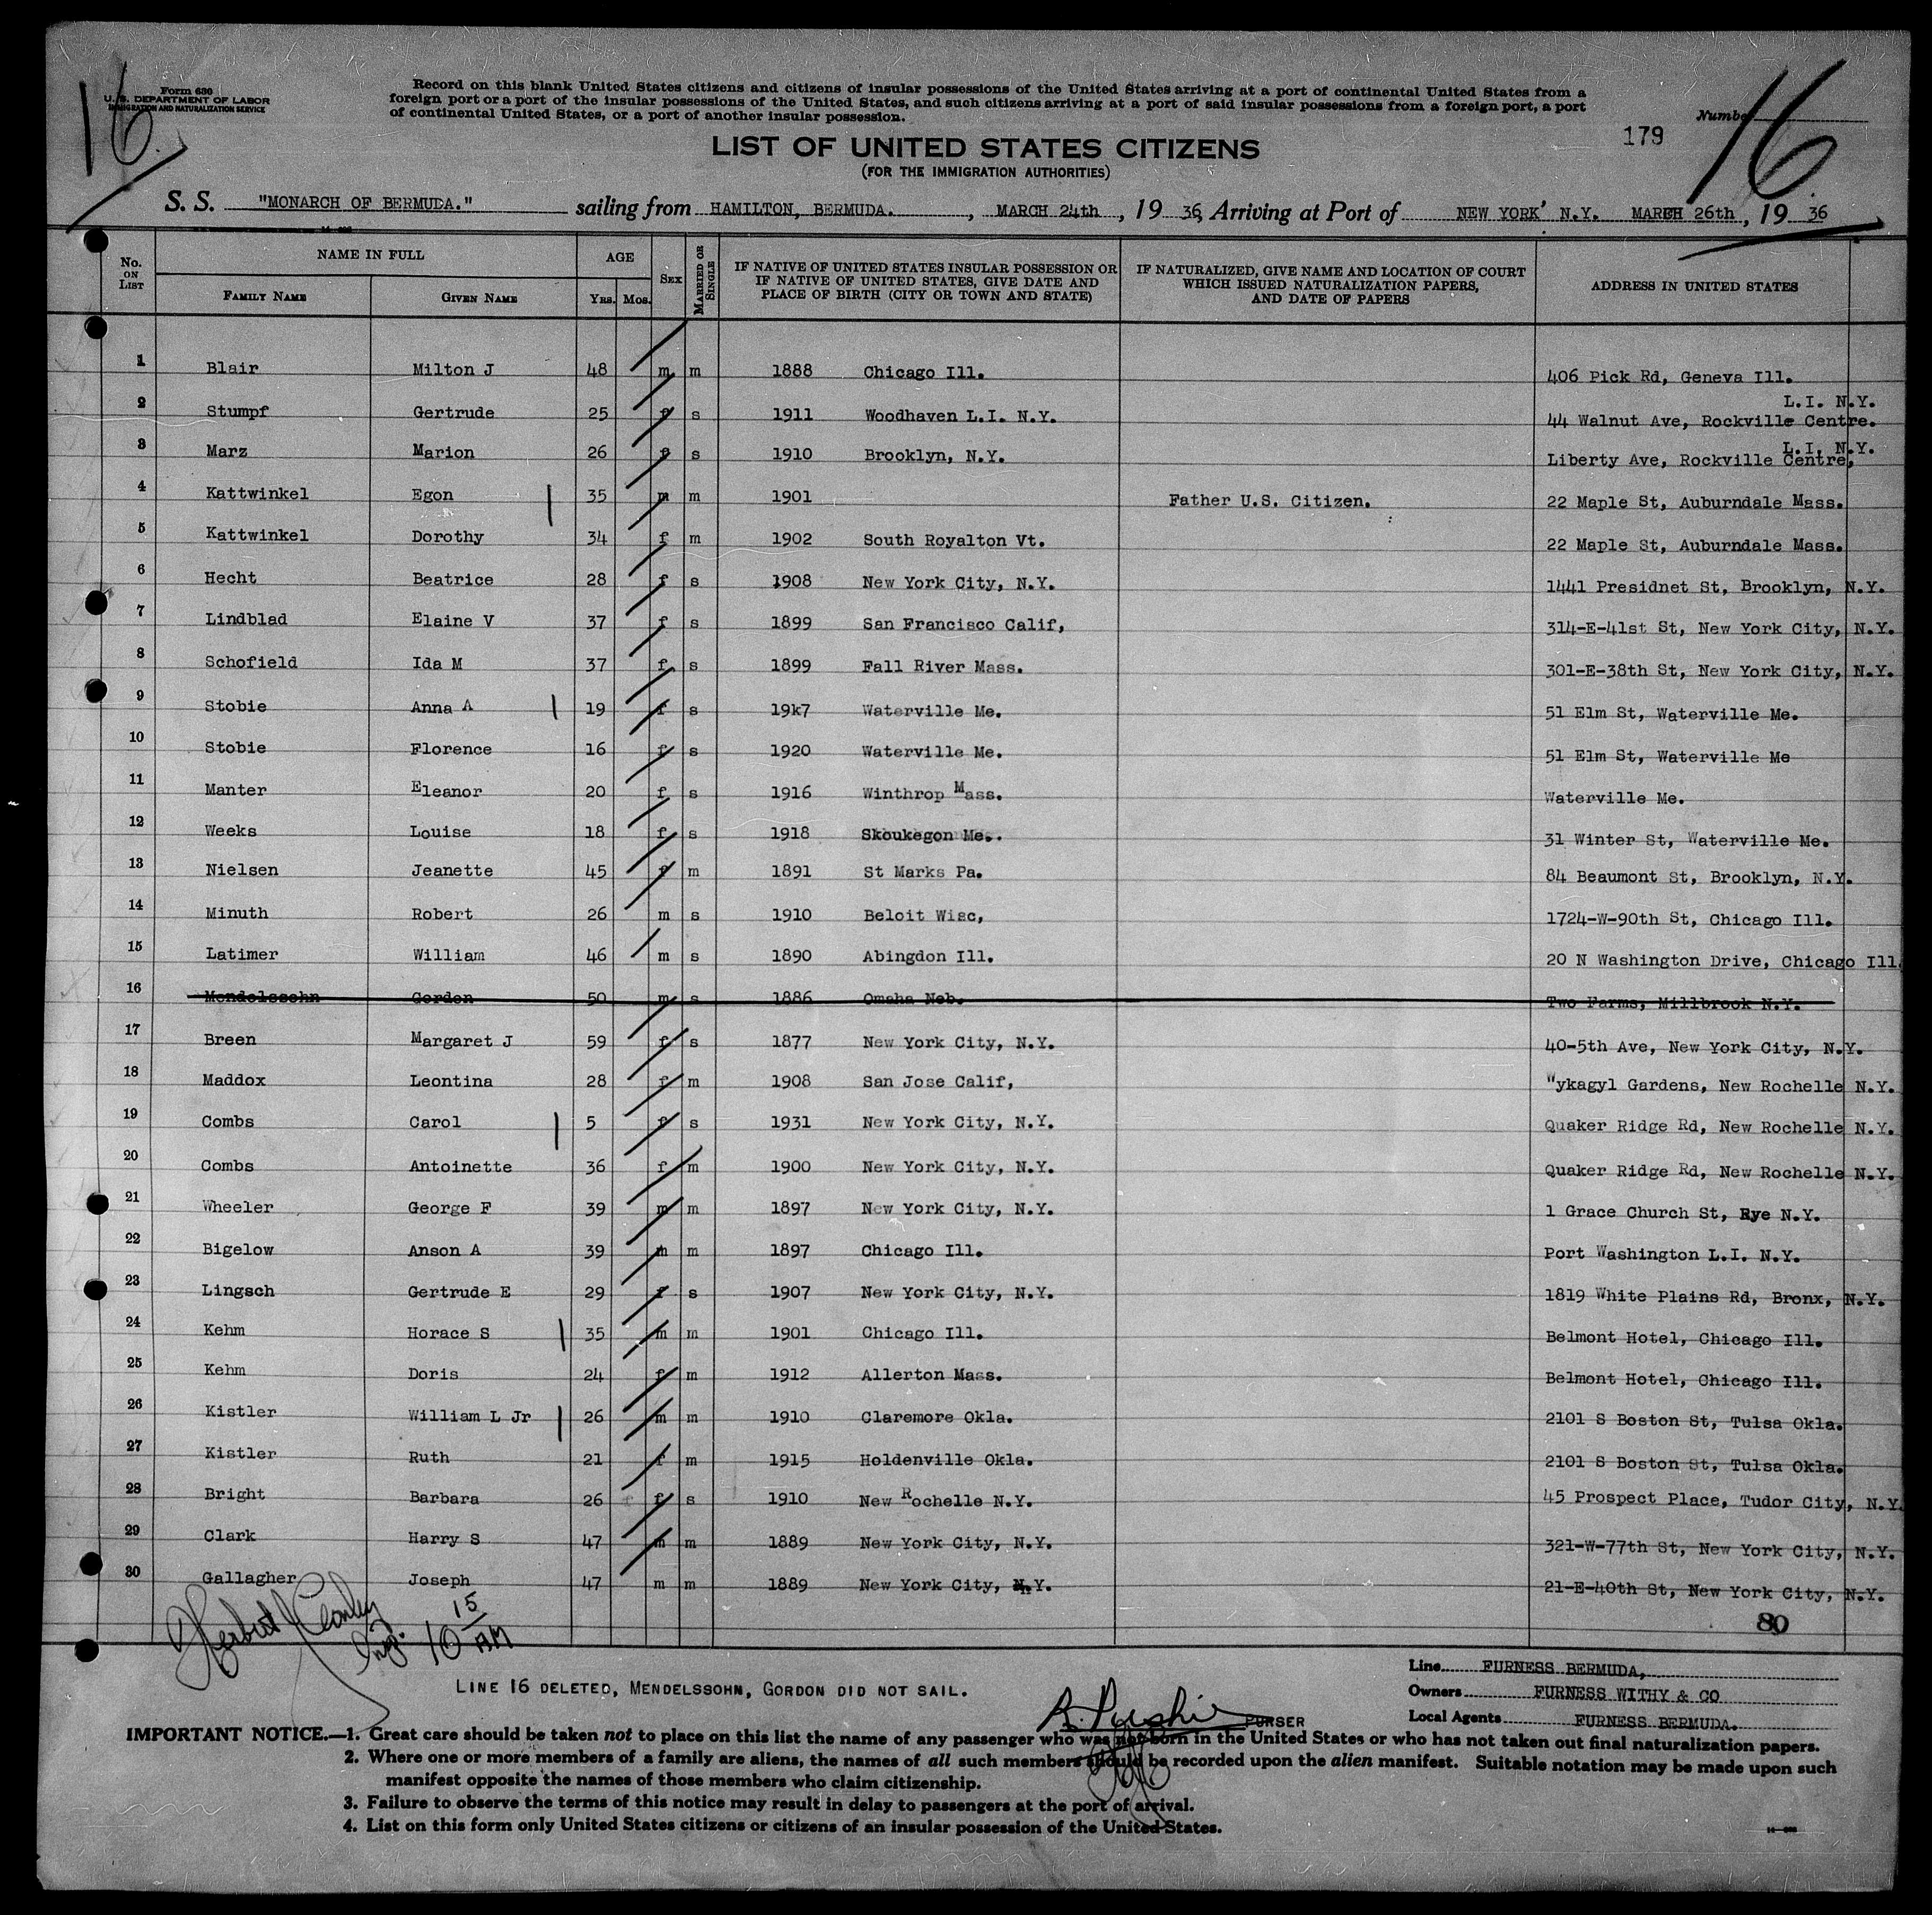 16
Form 630
U. S. DEPARTMENT OF LABOR
IMMIGRATION AND NATURALIZATION SERVICE
Record on this blank United States citizens and citizens of insular possessions of the United States arriving at a port of continental United States from a
foreign port or a port of the insular possessions of the United States, and such citizens arriving at a port of said insular possessions from a foreign port, a port
of continental United States, or a port of another insular possession.
Number 16
179
LIST OF UNITED STATES CITIZENS
(FOR THE IMMIGRATION AUTHORITIES)
S. S. "MONARCH OF BERMUDA." sailing from HAMILTON, BERMUDA. , MARCH 24th , 19 36, Arriving at Port of NEW YORK' N.Y. MARCH 26th , 19 36
No. ON LIST NAME IN FULL AGE SEX MARRIED OR SINGLE IF NATIVE OF UNITED STATES INSULAR POSSESSION OR IF NATIVE OF UNITED STATES, GIVE DATE AND PLACE OF BIRTH (CITY OR TOWN AND STATE) IF NATURALIZED, GIVE NAME AND LOCATION OF COURT WHICH ISSUED NATURALIZATION PAPERS, AND DATE OF PAPERS ADDRESS IN UNITED STATES
FAMILY NAME GIVEN NAME YRS. MOS.
1 Blair Milton J 48 m m 1888 Chicago Ill. 406 Pick Rd, Geneva Ill.
2 Stumpf Gertrude 25 f s 1911 Woodhaven L.I. N.Y. 44 Walnut Ave, Rockville Centre. L.I. N.Y.
3 Marz Marion 26 f s 1910 Brooklyn, N.Y. Liberty Ave, Rockville Centre, L.I. N.Y.
4 Kattwinkel Egon 35 m m 1901 Father U.S. Citizen. 22 Maple St, Auburndale Mass.
5 Kattwinkel Dorothy 34 f m 1902 South Royalton Vt. 22 Maple St, Auburndale Mass.
6 Hecht Beatrice 28 f s 1908 New York City, N.Y. 1441 Presidnet St, Brooklyn, N.Y.
7 Lindblad Elaine V 37 f s 1899 San Francisco Calif, 314-E-41st St, New York City, N.Y.
8 Schofield Ida M 37 f s 1899 Fall River Mass. 301-E-38th St, New York City, N.Y.
9 Stobie Anna A 19 f s 19k7 Waterville Me. 51 Elm St, Waterville Me.
10 Stobie Florence 16 f s 1920 Waterville Me. 51 Elm St, Waterville Me
11 Manter Eleanor 20 f s 1916 Winthrop Mass. Waterville Me.
12 Weeks Louise 18 f s 1918 Skoukegon Me.. 31 Winter St, Waterville Me.
13 Nielsen Jeanette 45 f m 1891 St Marks Pa. 84 Beaumont St, Brooklyn, N.Y.
14 Minuth Robert 26 m s 1910 Beloit Wisc, 1724-W-90th St, Chicago Ill.
15 Latimer William 46 m s 1890 Abingdon Ill. 20 N Washington Drive, Chicago Ill.
16 Mendelssohn Gordon 50 m s 1886 Omaha Neb. Two Farms, Millbrook N.Y.
17 Breen Margaret J 59 f s 1877 New York City, N.Y. 40-5th Ave, New York City, N.Y.
18 Maddox Leontina 28 f m 1908 San Jose Calif, "ykagyl Gardens, New Rochelle N.Y.
19 Combs Carol 5 f s 1931 New York City, N.Y. Quaker Ridge Rd, New Rochelle N.Y.
20 Combs Antoinette 36 f m 1900 New York City, N.Y. Quaker Ridge Rd, New Rochelle N.Y.
21 Wheeler George F 39 m m 1897 New York City, N.Y. 1 Grace Church St, Rye N.Y.
22 Bigelow Anson A 39 m m 1897 Chicago Ill. Port Washington L.I. N.Y.
23 Lingsch Gertrude E 29 f s 1907 New York City, N.Y. 1819 White Plains Rd, Bronx, N.Y.
24 Kehm Horace S 35 m m 1901 Chicago Ill. Belmont Hotel, Chicago Ill.
25 Kehm Doris 24 f m 1912 Allerton Mass. Belmont Hotel, Chicago Ill.
26 Kistler William L Jr 26 m m 1910 Claremore Okla. 2101 S Boston St, Tulsa Okla.
27 Kistler Ruth 21 f m 1915 Holdenville Okla. 2101 S Boston St, Tulsa Okla.
28 Bright Barbara 26 f s 1910 New Rochelle N.Y. 45 Prospect Place, Tudor City, N.Y.
29 Clark Harry S 47 m m 1889 New York City, N.Y. 321-W-77th St, New York City, N.Y.
30 Gallagher Joseph 47 m m 1889 New York City, N.Y. 21-E-40th St, New York City, N.Y.
Herbert Insp. 10 15 AM
80
LINE 16 DELETED, MENDELSSOHN, GORDON DID NOT SAIL.
PURSER
Line FURNESS BERMUDA,
Owners FURNESS WITHY & CO
Local Agents FURNESS BERMUDA.
IMPORTANT NOTICE.—1. Great care should be taken not to place on this list the name of any passenger who was not born in the United States or who has not taken out final naturalization papers.
2. Where one or more members of a family are aliens, the names of all such members should be recorded upon the alien manifest. Suitable notation may be made upon such
manifest opposite the names of those members who claim citizenship.
3. Failure to observe the terms of this notice may result in delay to passengers at the port of arrival.
4. List on this form only United States citizens or citizens of an insular possession of the United States.